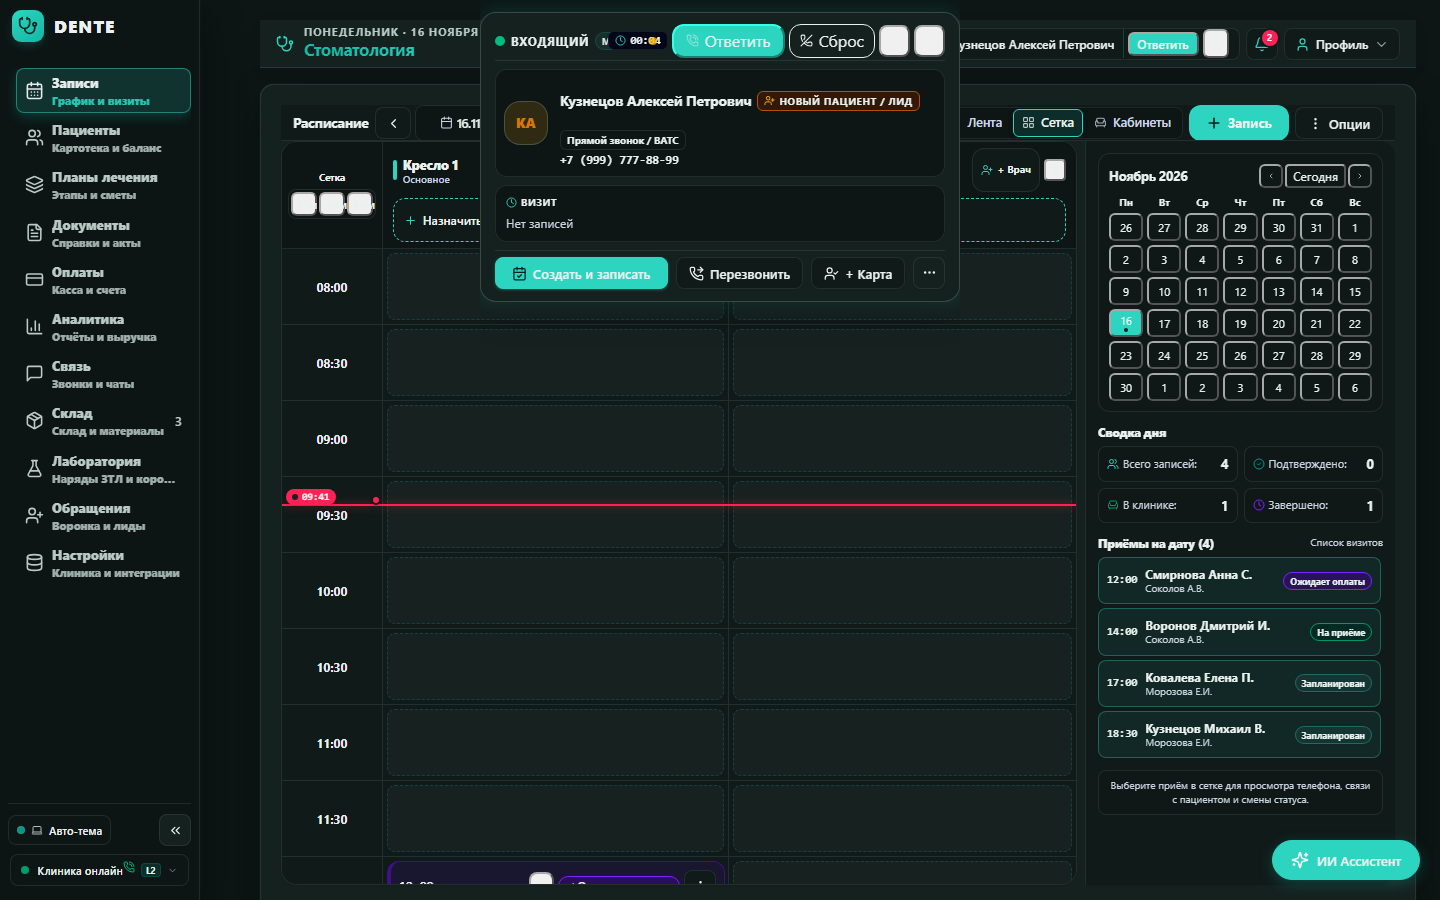 DENTE
Записи
График и визиты
Пациенты
Картотека и баланс
Планы лечения
Этапы и сметы
Документы
Справки и акты
Оплаты
Касса и счета
Аналитика
Отчёты и выручка
Связь
Звонки и чаты
Склад
Склад и материалы
3
Лаборатория
Наряды ЗТЛ и коро...
Обращения
Воронка и лиды
Настройки
Клиника и интеграции
Авто-тема
Клиника онлайн
L2
ПОНЕДЕЛЬНИК · 16 НОЯБРЯ
Стоматология
ВХОДЯЩИЙ
00:04
Ответить
Сброс
Кузнецов Алексей Петрович
НОВЫЙ ПАЦИЕНТ / ЛИД
КА
Прямой звонок / ВАТС
+7 (999) 777-88-99
ВИЗИТ
Нет записей
Создать и записать
Перезвонить
+ Карта
узнецов Алексей Петрович
Ответить
2
Профиль
Расписание
16.11
Лента
Сетка
Кабинеты
Запись
Опции
Сетка
Кресло 1
Основное
+ Врач
Назначить
08:00
08:30
09:00
09:41
09:30
10:00
10:30
11:00
11:30
Ноябрь 2026
Сегодня
Пн Вт Ср Чт Пт Сб Вс
26 27 28 29 30 31 1
2 3 4 5 6 7 8
9 10 11 12 13 14 15
16 17 18 19 20 21 22
23 24 25 26 27 28 29
30 1 2 3 4 5 6
Сводка дня
Всего записей: 4
Подтверждено: 0
В клинике: 1
Завершено: 1
Приёмы на дату (4)
Список визитов
12:00
Смирнова Анна С.
Соколов А.В.
Ожидает оплаты
14:00
Воронов Дмитрий И.
Соколов А.В.
На приёме
17:00
Ковалева Елена П.
Морозова Е.И.
Запланирован
18:30
Кузнецов Михаил В.
Морозова Е.И.
Запланирован
Выберите приём в сетке для просмотра телефона, связи
с пациентом и смены статуса.
ИИ Ассистент